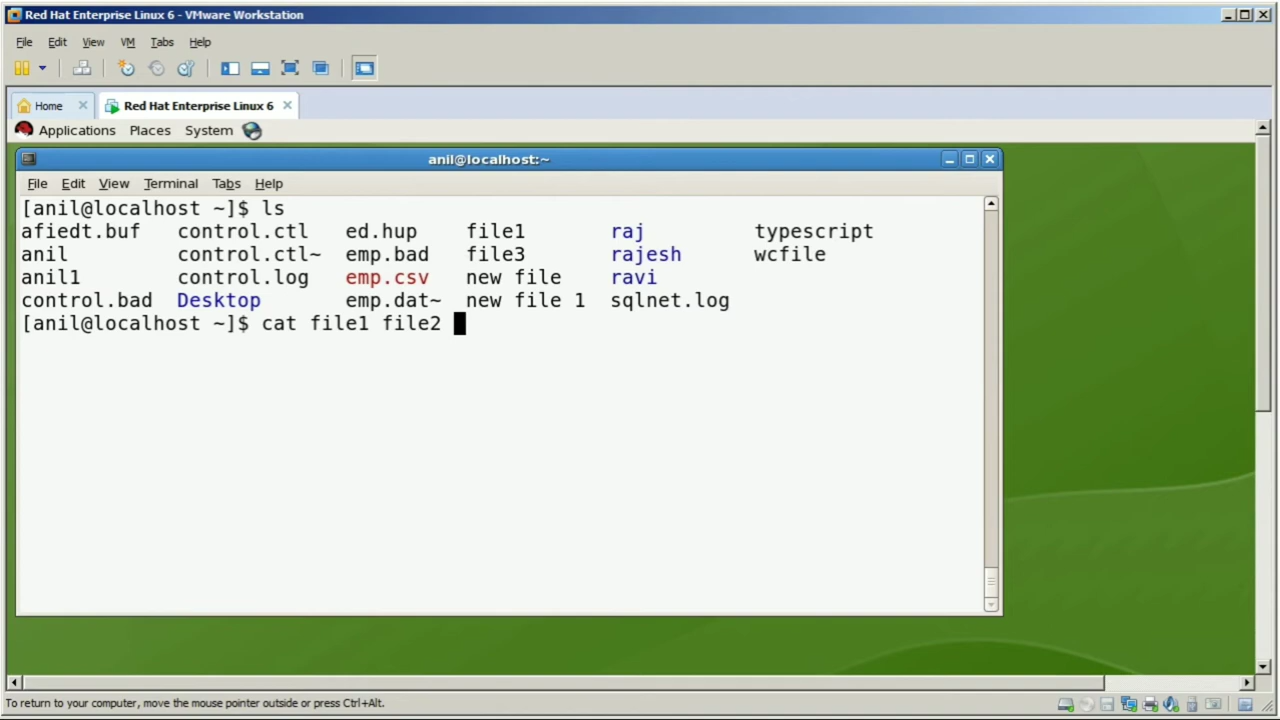 Red Hat Enterprise Linux 6 - VMware Workstation
File Edit View VM Tabs Help
Home Red Hat Enterprise Linux 6
Applications Places System
anil@localhost:~
File Edit View Terminal Tabs Help
[anil@localhost ~]$ ls
afiedt.buf control.ctl ed.hup file1 raj typescript
anil control.ctl~ emp.bad file3 rajesh wcfile
anil1 control.log emp.csv new file ravi
control.bad Desktop emp.dat~ new file 1 sqlnet.log
[anil@localhost ~]$ cat file1 file2
To return to your computer, move the mouse pointer outside or press Ctrl+Alt.